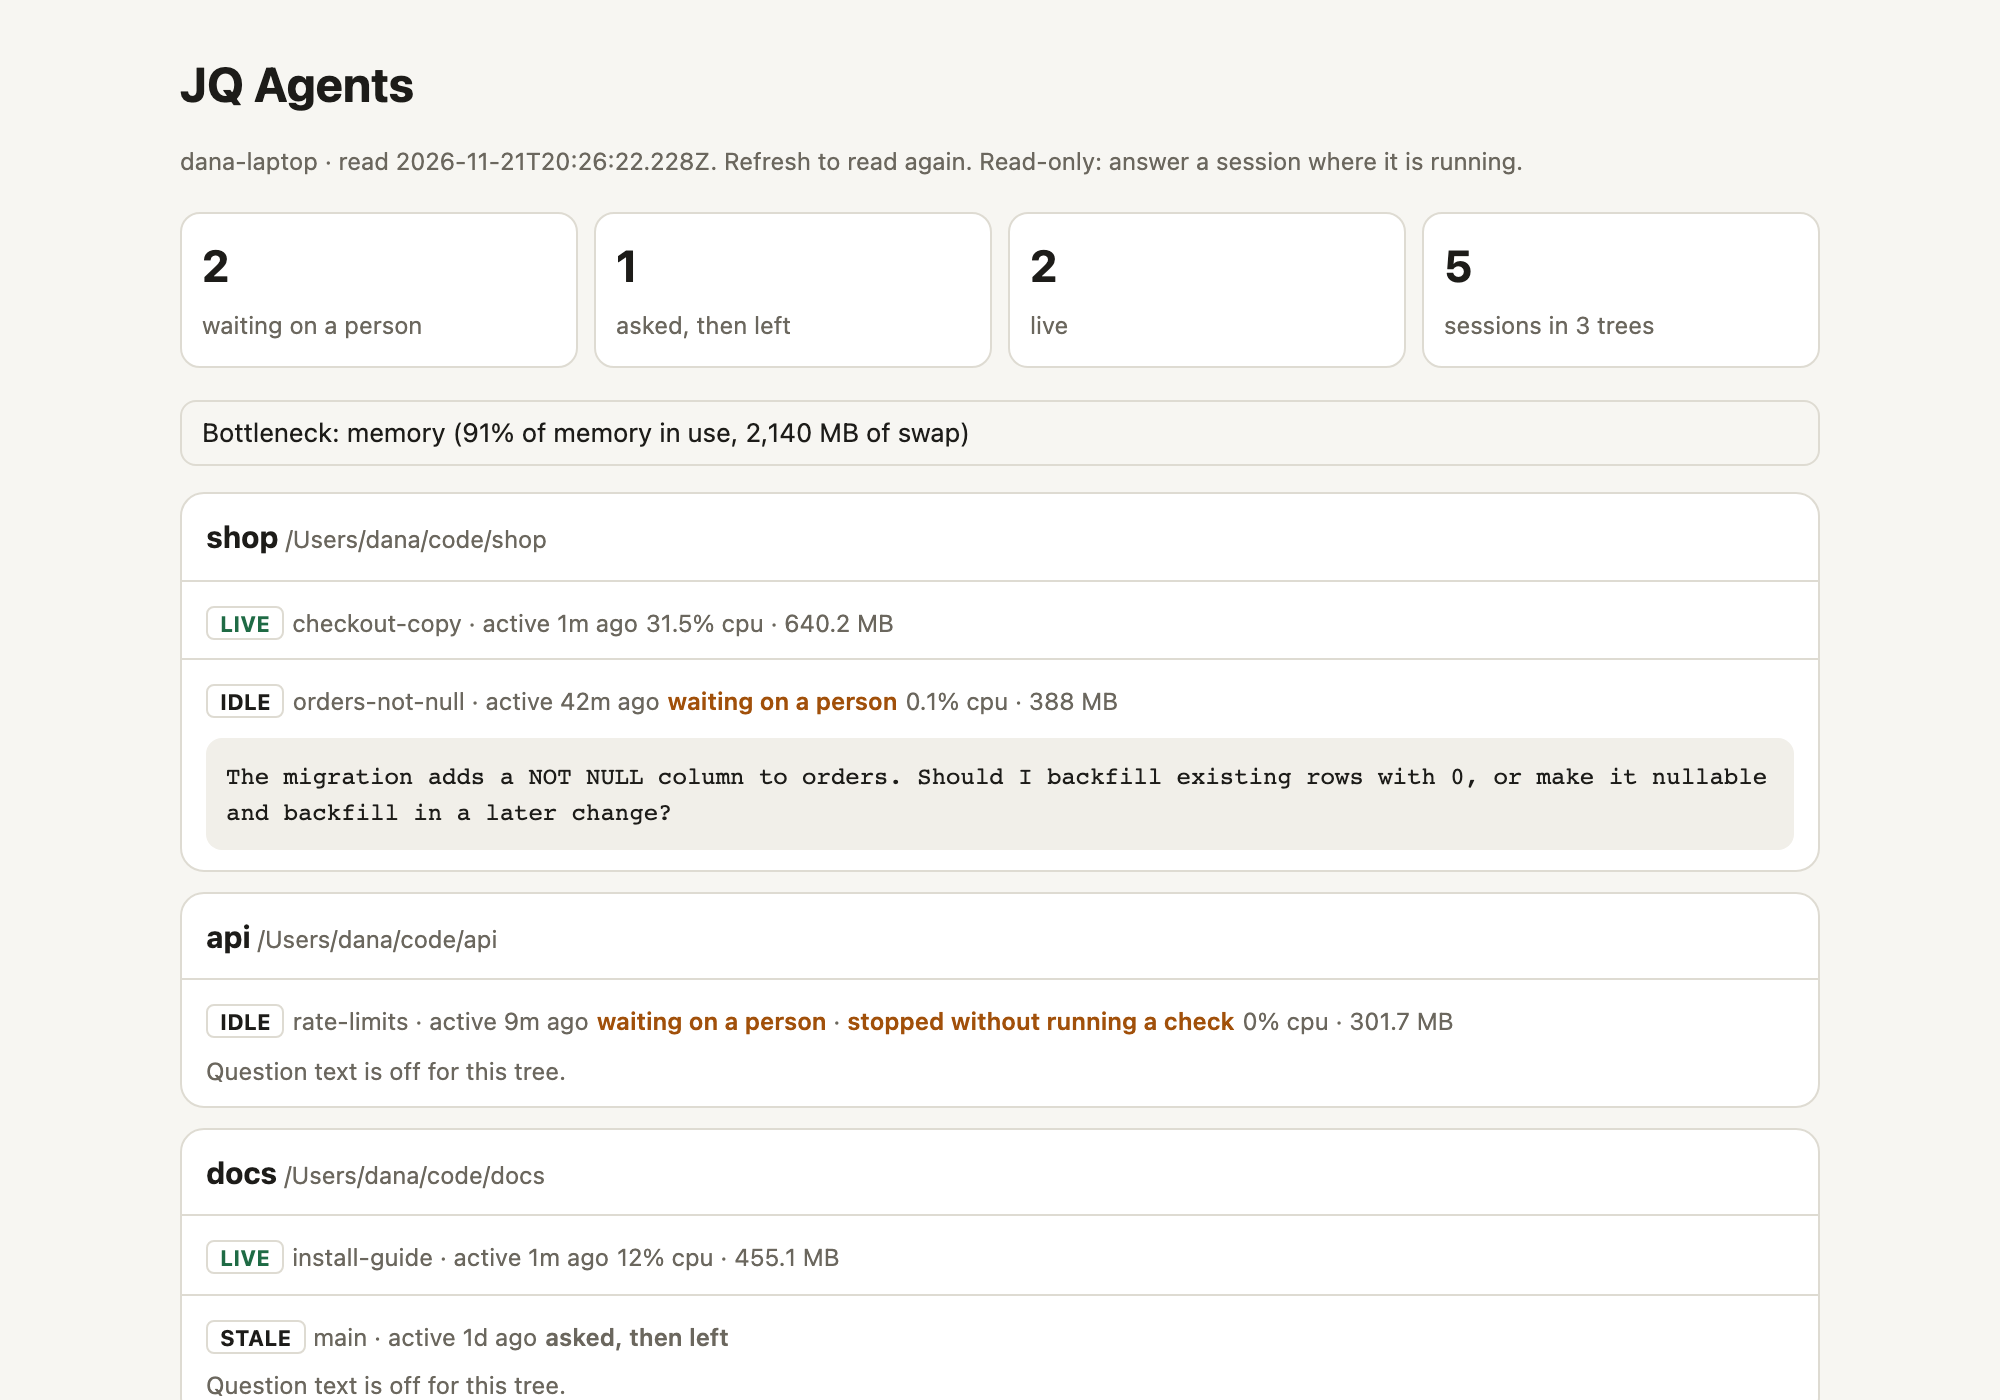 JQ Agents
dana-laptop · read 2026-11-21T20:26:22.228Z. Refresh to read again. Read-only: answer a session where it is running.
2
waiting on a person
1
asked, then left
2
live
5
sessions in 3 trees
Bottleneck: memory (91% of memory in use, 2,140 MB of swap)
shop /Users/dana/code/shop
LIVE checkout-copy · active 1m ago 31.5% cpu · 640.2 MB
IDLE orders-not-null · active 42m ago waiting on a person 0.1% cpu · 388 MB
The migration adds a NOT NULL column to orders. Should I backfill existing rows with 0, or make it nullable
and backfill in a later change?
api /Users/dana/code/api
IDLE rate-limits · active 9m ago waiting on a person · stopped without running a check 0% cpu · 301.7 MB
Question text is off for this tree.
docs /Users/dana/code/docs
LIVE install-guide · active 1m ago 12% cpu · 455.1 MB
STALE main · active 1d ago asked, then left
Question text is off for this tree.